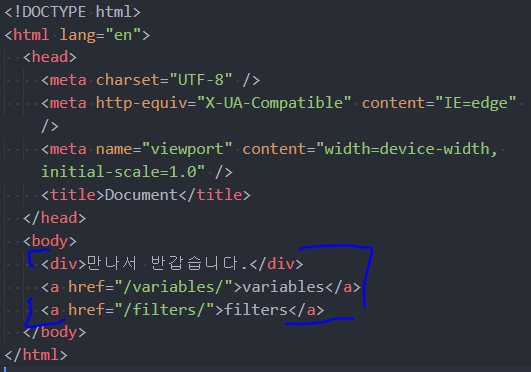 <!DOCTYPE html>
<html lang="en">
<head>
<meta charset="UTF-8" />
<meta http-equiv="X-UA-Compatible" content="IE=edge"
/>
<meta name="viewport" content="width=device-width,
initial-scale=1.0" />
<title>Document</title>
</head>
<body>
<div>만나서 반갑습니다.</div>
<a href="/variables/">variables</a>
<a href="/filters/">filters</a>
</body>
</html>